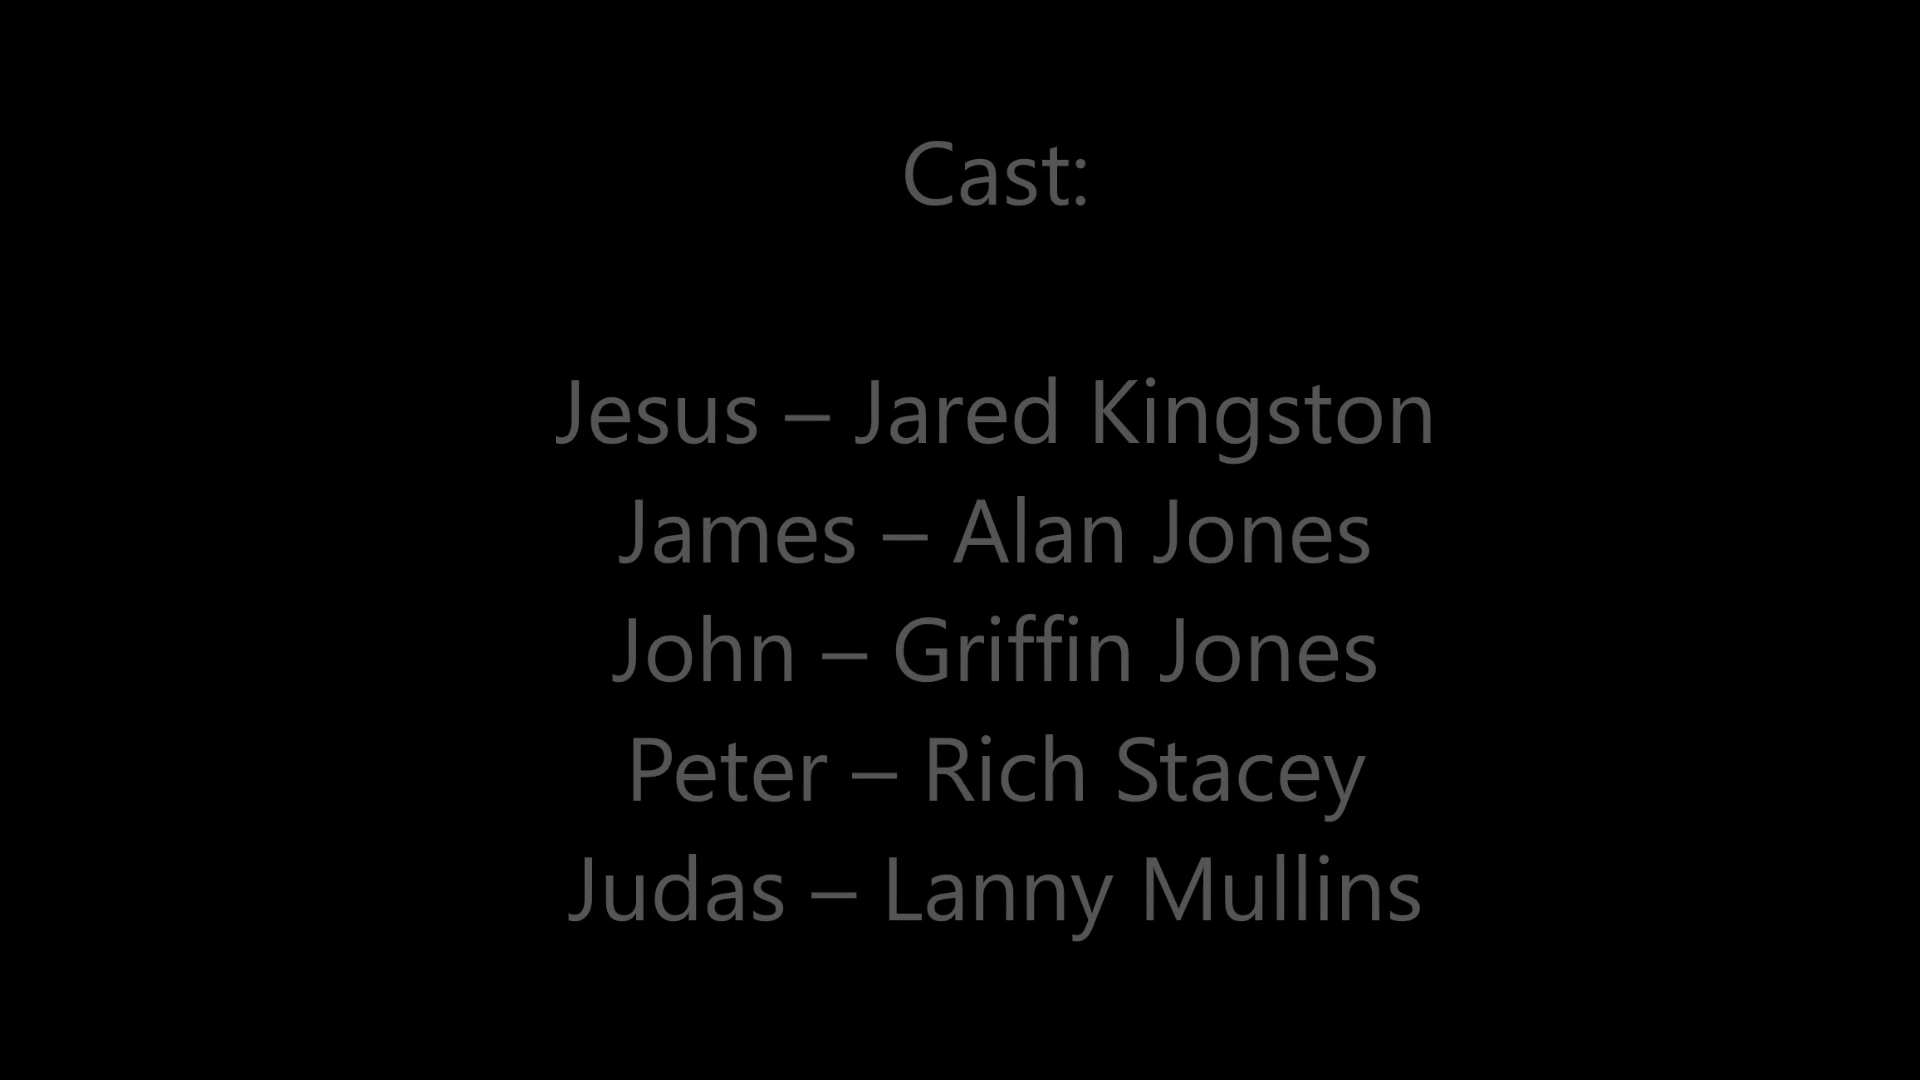 Cast:
Jesus – Jared Kingston
James – Alan Jones
John – Griffin Jones
Peter – Rich Stacey
Judas – Lanny Mullins